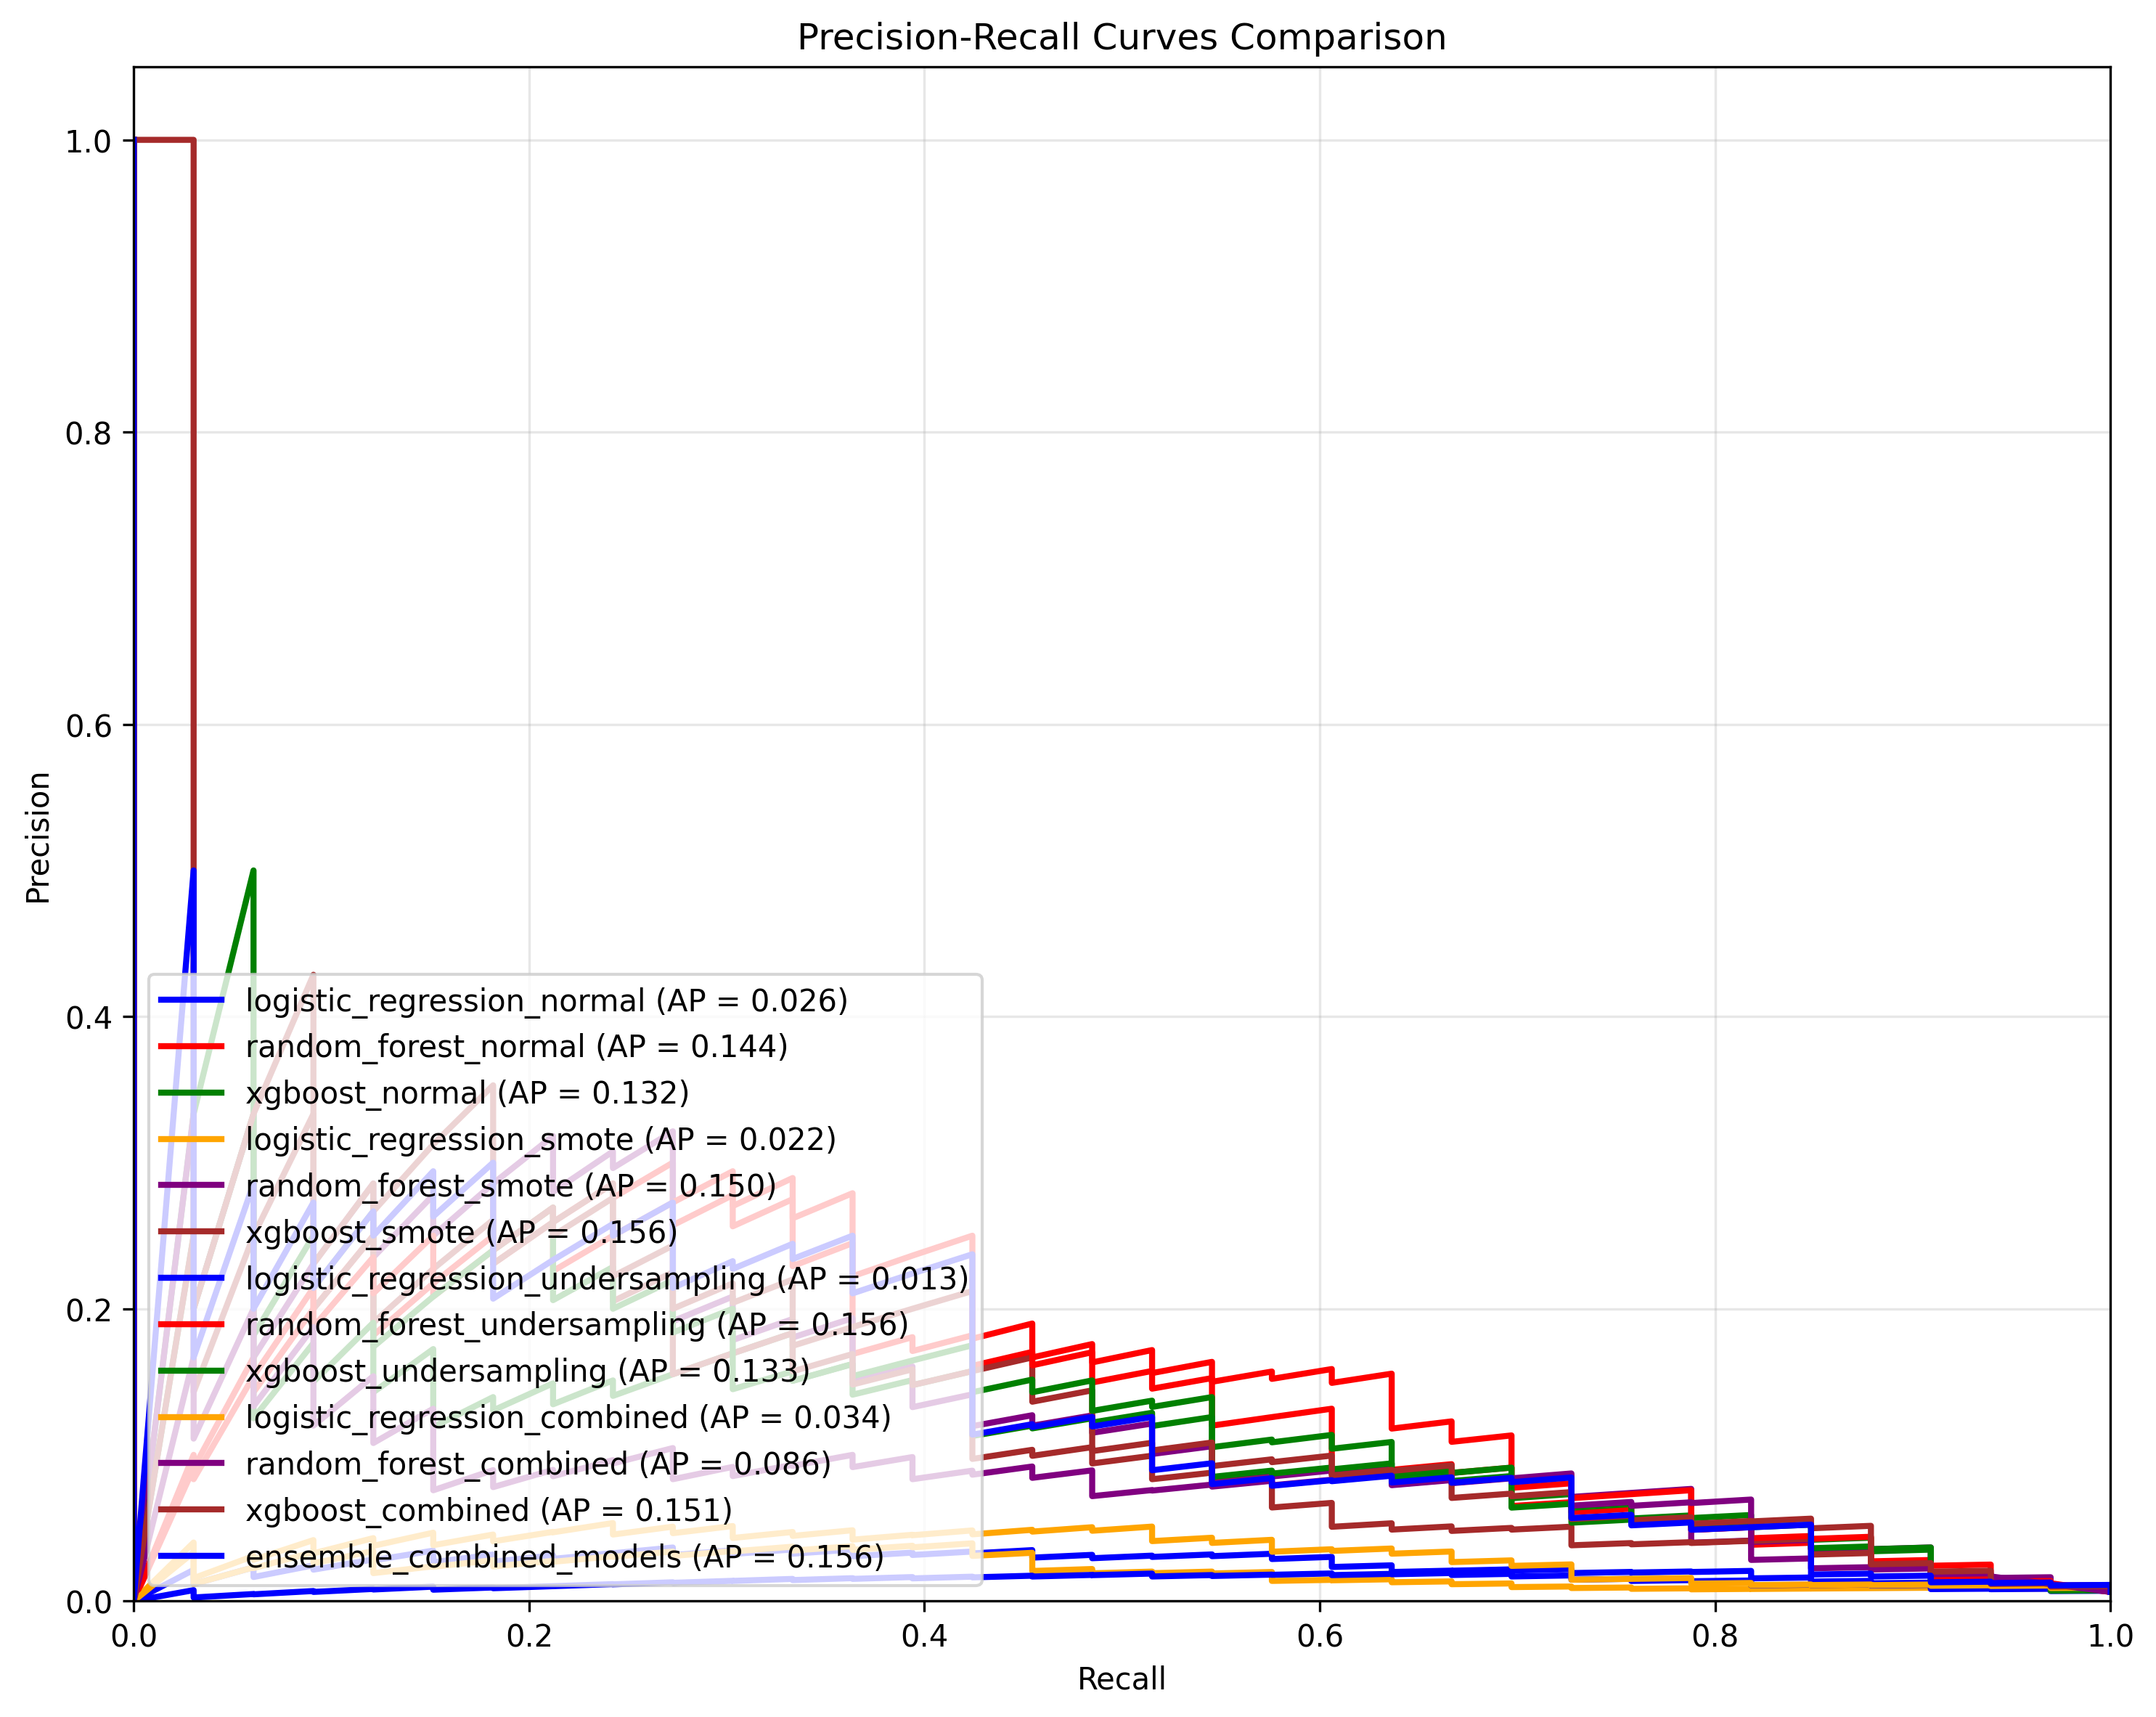 Precision-Recall Curves Comparison
Precision
1.0
0.8
0.6
0.4
0.2
0.0
logistic_regression_normal (AP = 0.026)
random_forest_normal (AP = 0.144)
xgboost_normal (AP = 0.132)
logistic_regression_smote (AP = 0.022)
random_forest_smote (AP = 0.150)
xgboost_smote (AP = 0.156)
logistic_regression_undersampling (AP = 0.013)
random_forest_undersampling (AP = 0.156)
xgboost_undersampling (AP = 0.133)
logistic_regression_combined (AP = 0.034)
random_forest_combined (AP = 0.086)
xgboost_combined (AP = 0.151)
ensemble_combined_models (AP = 0.156)
0.0 0.2 0.4 0.6 0.8 1.0
Recall